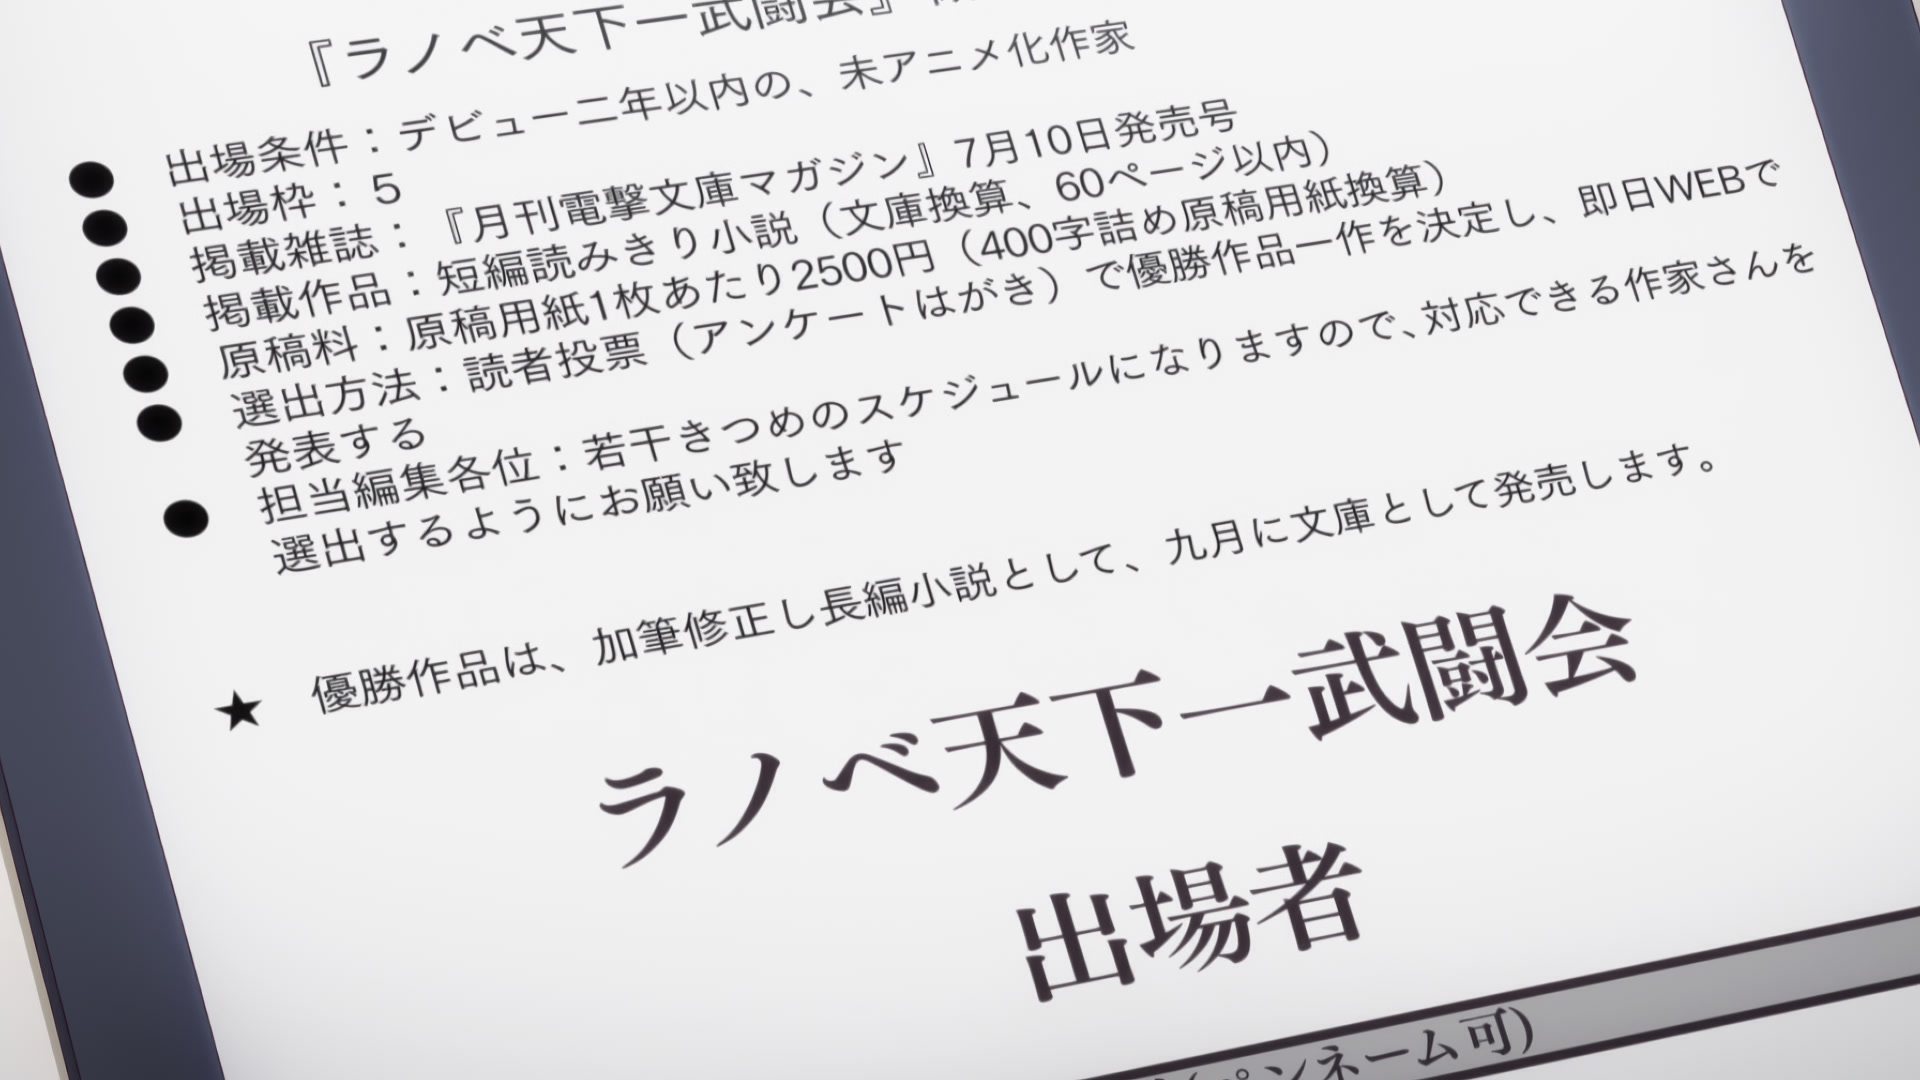 『ラノベ天下一武闘会』
出場条件：デビュー二年以内の、未アニメ化作家
出場枠：5
掲載雑誌：『月刊電撃文庫マガジン』7月10日発売号
掲載作品：短編読みきり小説（文庫換算、60ページ以内）
原稿料：原稿用紙1枚あたり2500円（400字詰め原稿用紙換算）
選出方法：読者投票（アンケートはがき）で優勝作品一作を決定し、即日WEBで
発表する
担当編集各位：若干きつめのスケジュールになりますので、対応できる作家さんを
選出するようにお願い致します
★ 優勝作品は、加筆修正し長編小説として、九月に文庫として発売します。
ラノベ天下一武闘会
出場者
(ペンネーム可)